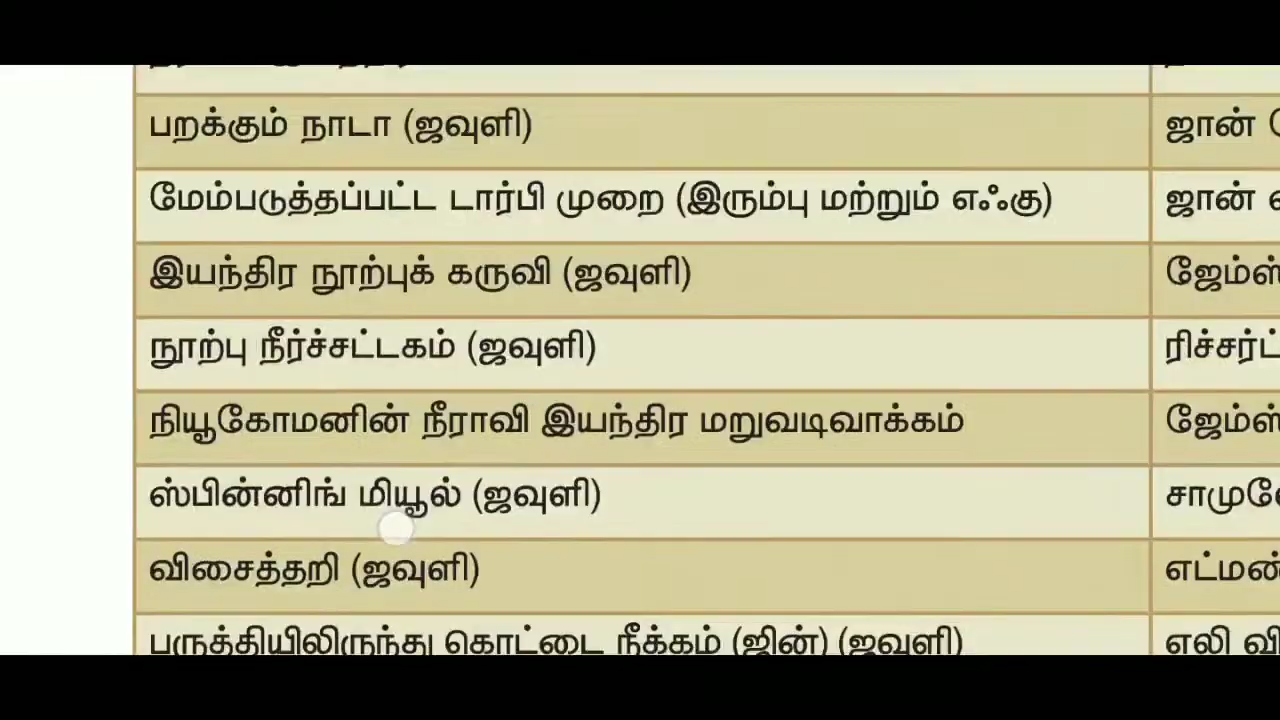 பறக்கும் நாடா (ஜவுளி) ஜான்
மேம்படுத்தப்பட்ட டார்பி முறை (இரும்பு மற்றும் எஃகு) ஜான்
இயந்திர நூற்புக் கருவி (ஜவுளி) ஜேம்ஸ்
நூற்பு நீர்ச்சட்டகம் (ஜவுளி)
நியூகோமனின் நீராவி இயந்திர மறுவடிவாக்கம் ஜேம்ஸ்
ஸ்பின்னிங் மியூல் (ஜவுளி)
விசைத்தறி (ஜவுளி)
பருத்தியிலிருந்து கொட்டை நீக்கம் (ஜின்) (ஜவுளி) எலி